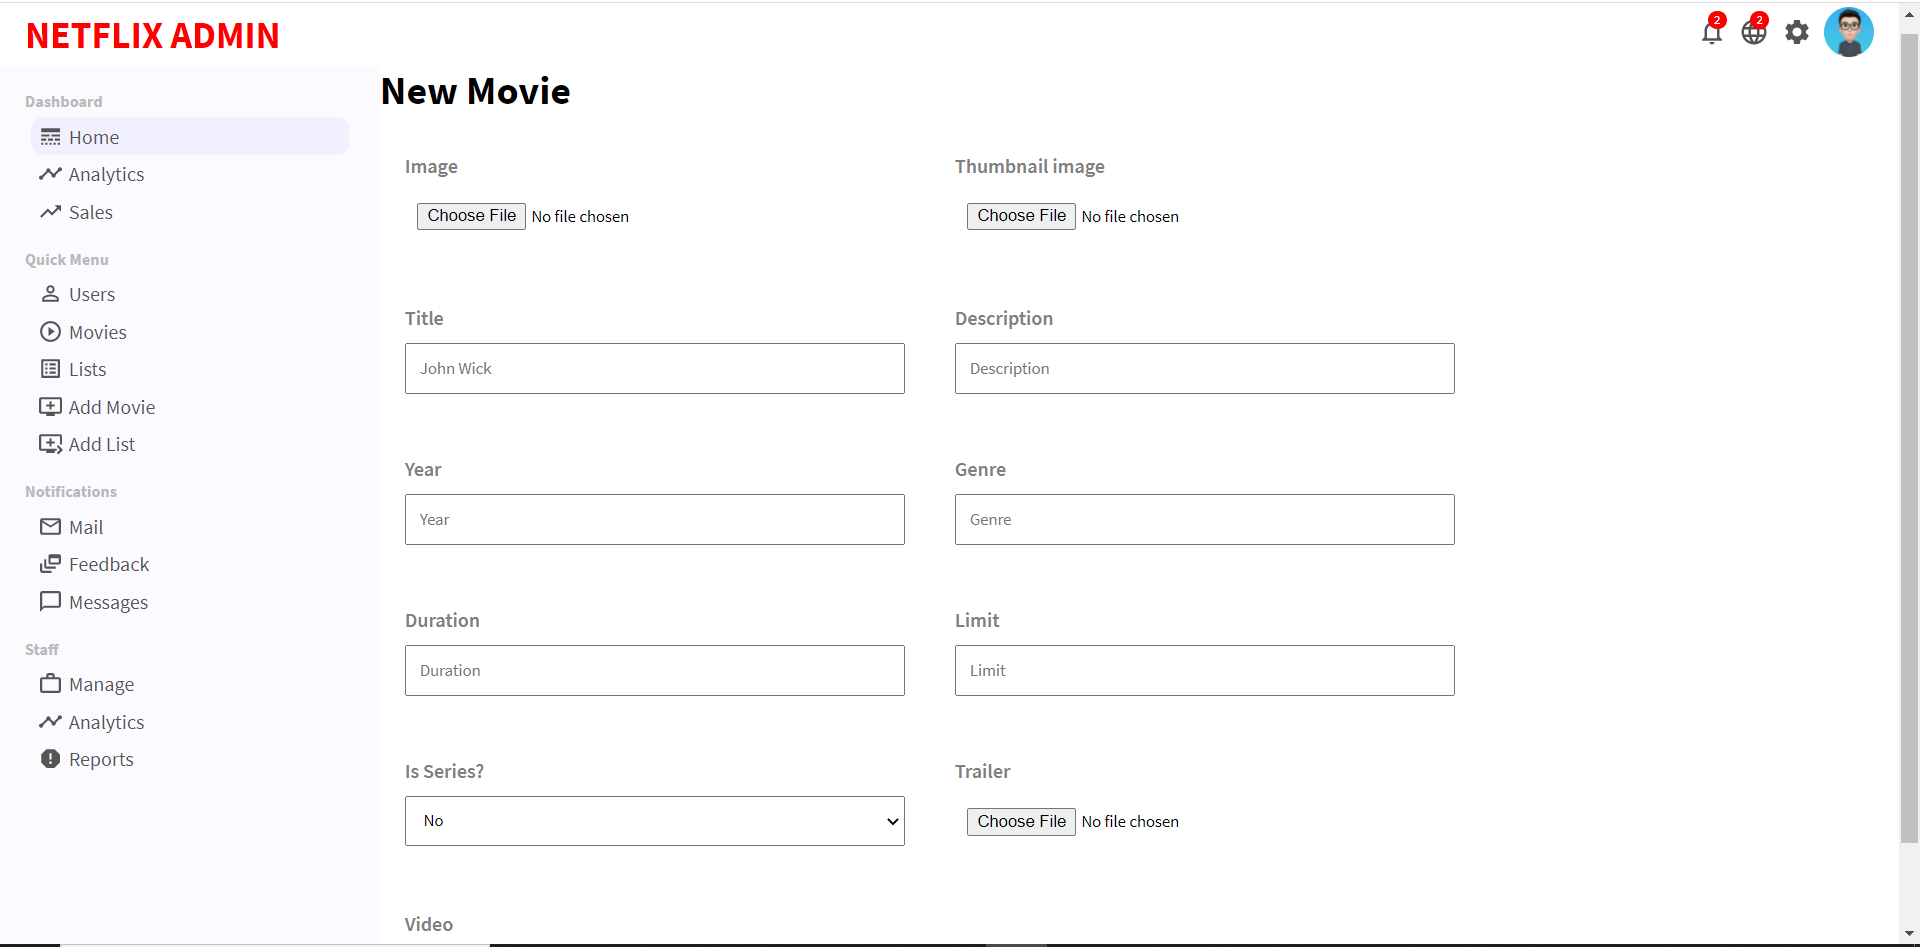 NETFLIX ADMIN
2
2
Dashboard
Home
Analytics
Sales
Quick Menu
Users
Movies
Lists
Add Movie
Add List
Notifications
Mail
Feedback
Messages
Staff
Manage
Analytics
Reports
New Movie
Image
Choose File No file chosen
Thumbnail image
Choose File No file chosen
Title
John Wick
Description
Description
Year
Year
Genre
Genre
Duration
Duration
Limit
Limit
Is Series?
No
Trailer
Choose File No file chosen
Video